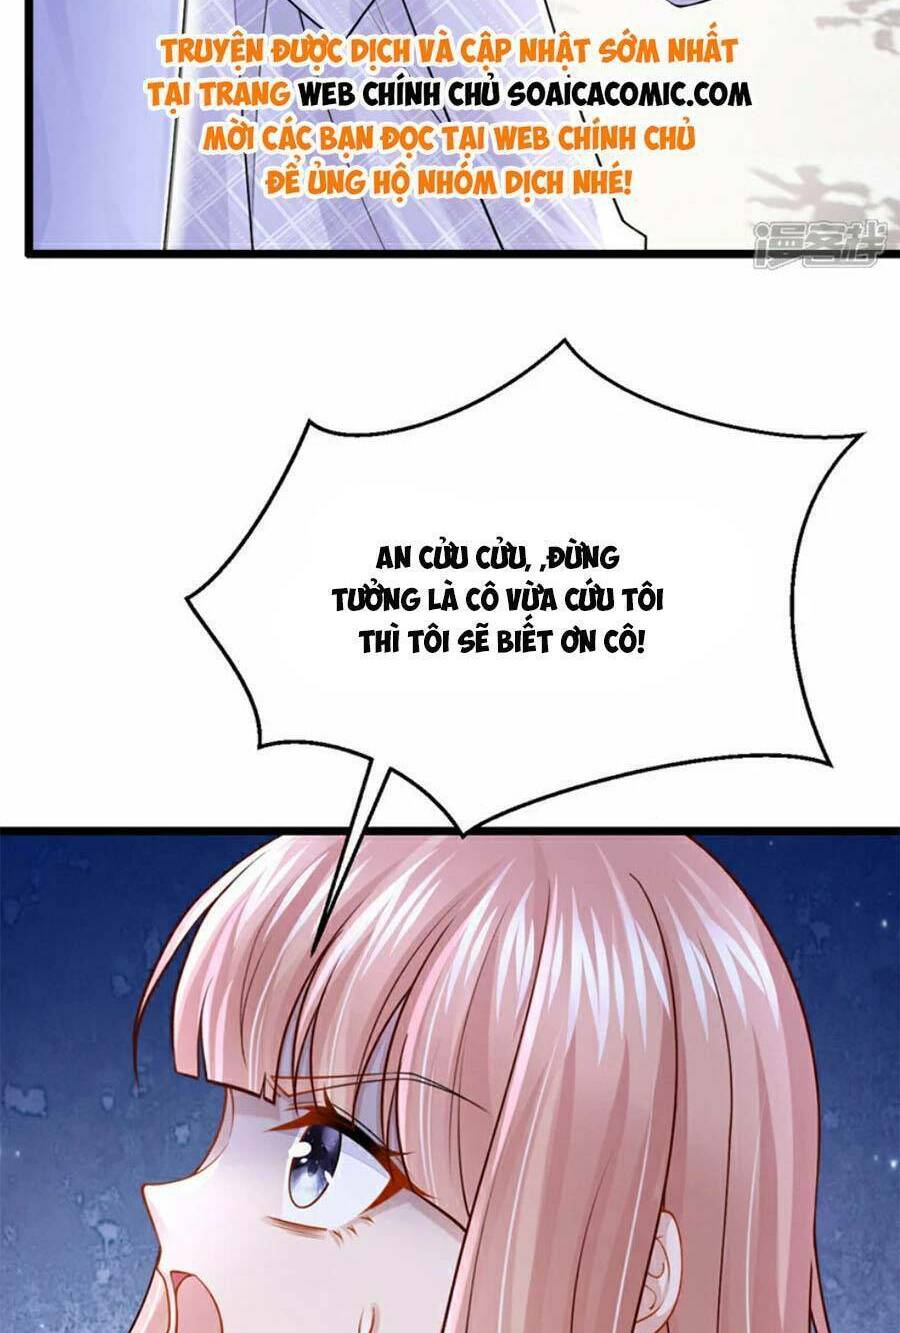 TRUYỆN ĐƯỢC DỊCH VÀ CẬP NHẬT SỚM NHẤT
TẠI TRANG WEB CHÍNH CHỦ SOAICACOMIC.COM
MỜI CÁC BẠN ĐỌC TẠI WEB CHÍNH CHỦ
ĐỂ ỦNG HỘ NHÓM DỊCH NHÉ!
漫客栈
AN CỬU CỬU, ,ĐỪNG
TƯỞNG LÀ CÔ VỪA CỨU TÔI
THÌ TÔI SẼ BIẾT ƠN CÔ!